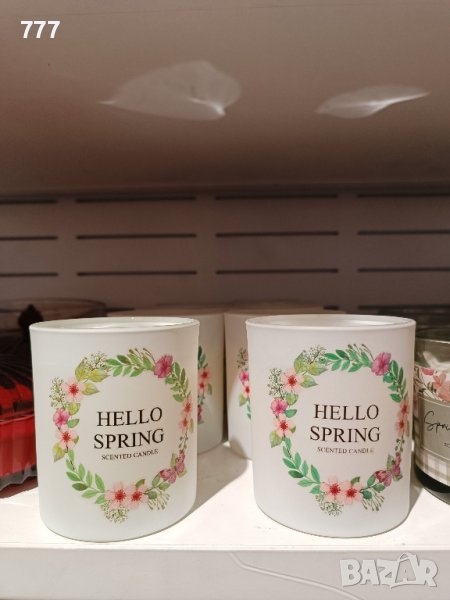 777
HELLO
SPRING
SCENTED CANDLE
HELLO
SPRING
SCENTED CANDLE
BAZAR